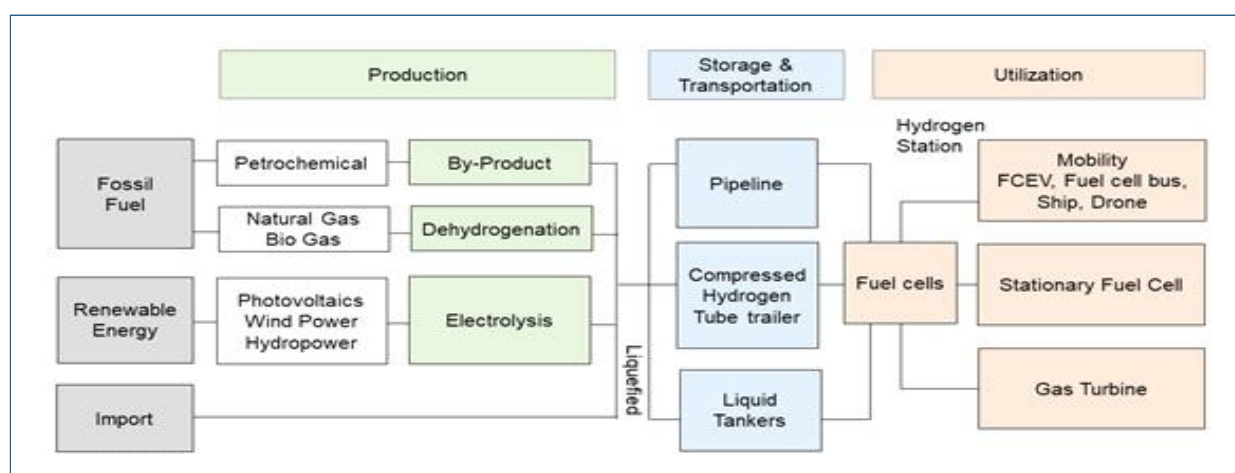 Production
Storage &
Transportation
Utilization
Hydrogen
Station
Fossil
Fuel
Petrochemical
By-Product
Natural Gas
Bio Gas
Dehydrogenation
Renewable
Energy
Photovoltaics
Wind Power
Hydropower
Electrolysis
Import
Liquefied
Pipeline
Compressed
Hydrogen
Tube trailer
Liquid
Tankers
Fuel cells
Mobility
FCEV, Fuel cell bus,
Ship, Drone
Stationary Fuel Cell
Gas Turbine